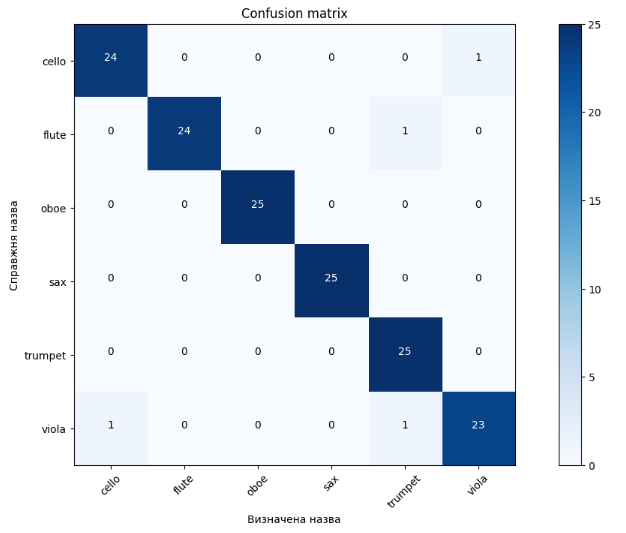 Confusion matrix
cello 24 0 0 0 0 1
flute 0 24 0 0 1 0
oboe 0 0 25 0 0 0
sax 0 0 0 25 0 0
trumpet 0 0 0 0 25 0
viola 1 0 0 0 1 23
cello flute oboe sax trumpet viola
Справжня назва
Визначена назва
25
20
15
10
5
0